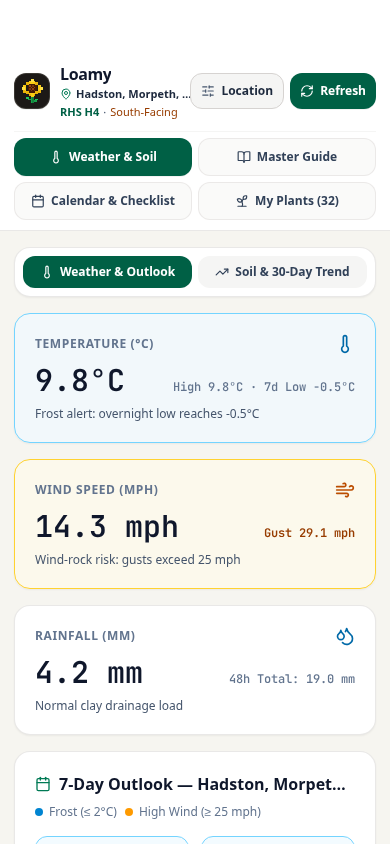 Loamy
Hadston, Morpeth, ...
RHS H4 · South-Facing
Location
Refresh
Weather & Soil
Master Guide
Calendar & Checklist
My Plants (32)
Weather & Outlook
Soil & 30-Day Trend
TEMPERATURE (°C)
9.8°C
High 9.8°C · 7d Low -0.5°C
Frost alert: overnight low reaches -0.5°C
WIND SPEED (MPH)
14.3 mph
Gust 29.1 mph
Wind-rock risk: gusts exceed 25 mph
RAINFALL (MM)
4.2 mm
48h Total: 19.0 mm
Normal clay drainage load
7-Day Outlook — Hadston, Morpet...
Frost (≤ 2°C)
High Wind (≥ 25 mph)